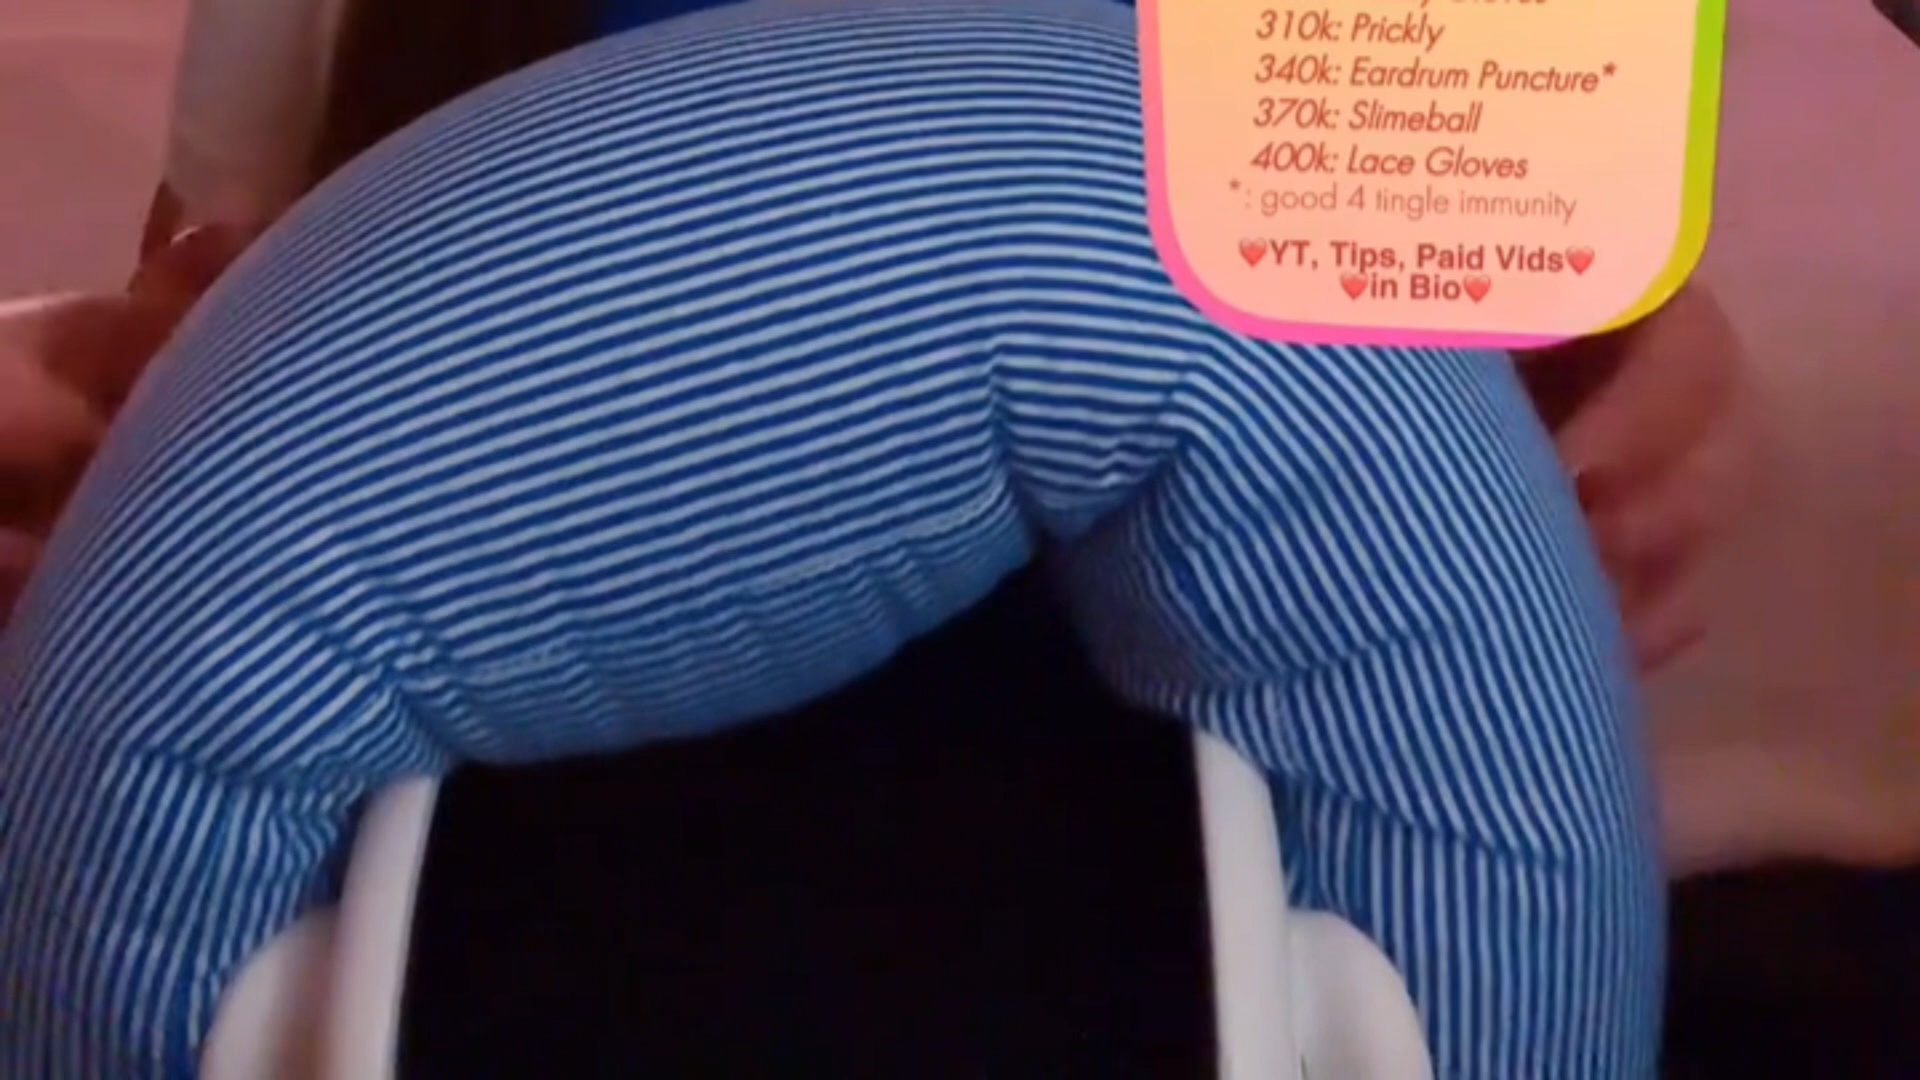 310k: Prickly
340k: Eardrum Puncture*
370k: Slimeball
400k: Lace Gloves
*: good 4 tingle immunity
❤️YT, Tips, Paid Vids❤️
❤️in Bio❤️